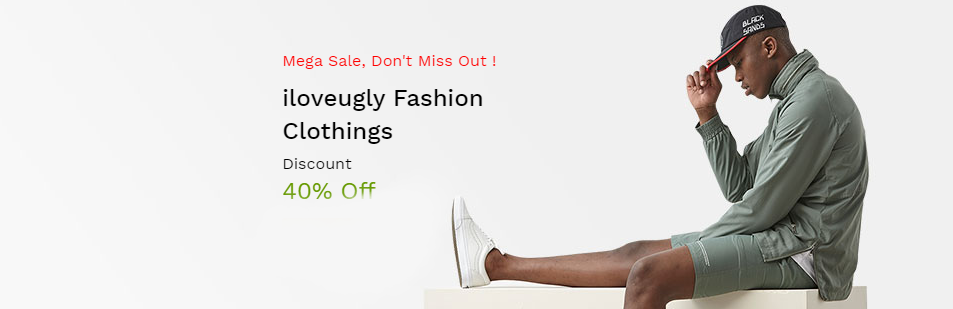 Mega Sale, Don't Miss Out !
iloveugly Fashion
Clothings
Discount
40% Off
BLACK
SANDS